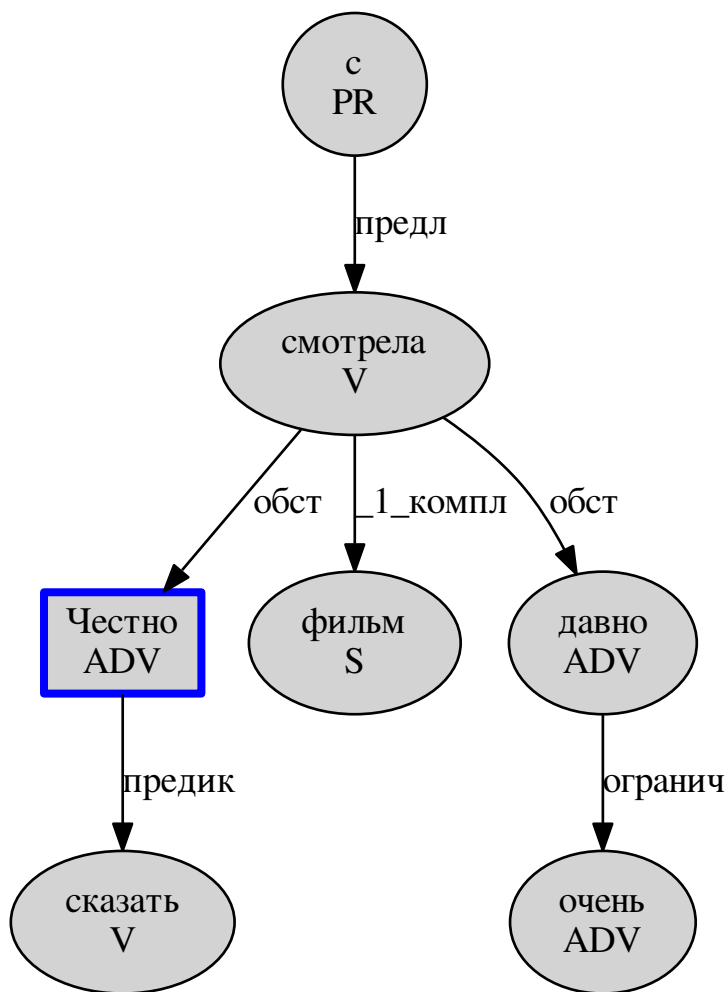 с
PR
предл
смотрела
V
обст
_1_компл
обст
Честно
ADV
фильм
S
давно
ADV
предик
огранич
сказать
V
очень
ADV